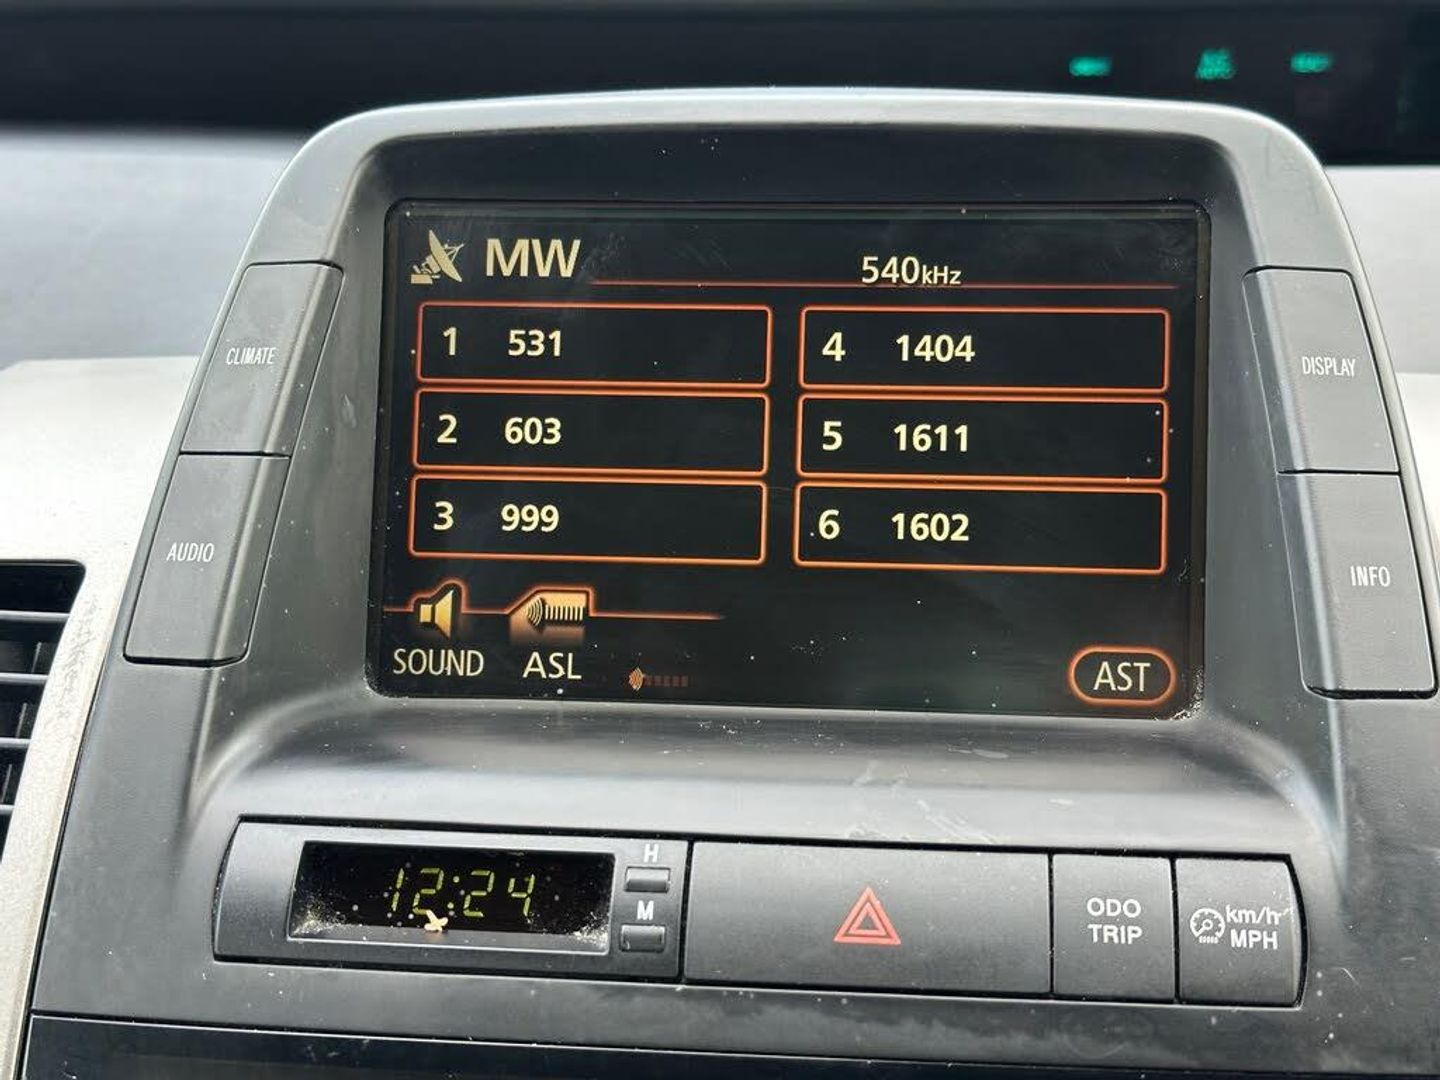 MW
540kHz
1 531
4 1404
2 603
5 1611
3 999
6 1602
SOUND
ASL
AST
CLIMATE
AUDIO
DISPLAY
INFO
12:24
H
M
ODO
TRIP
km/h
MPH